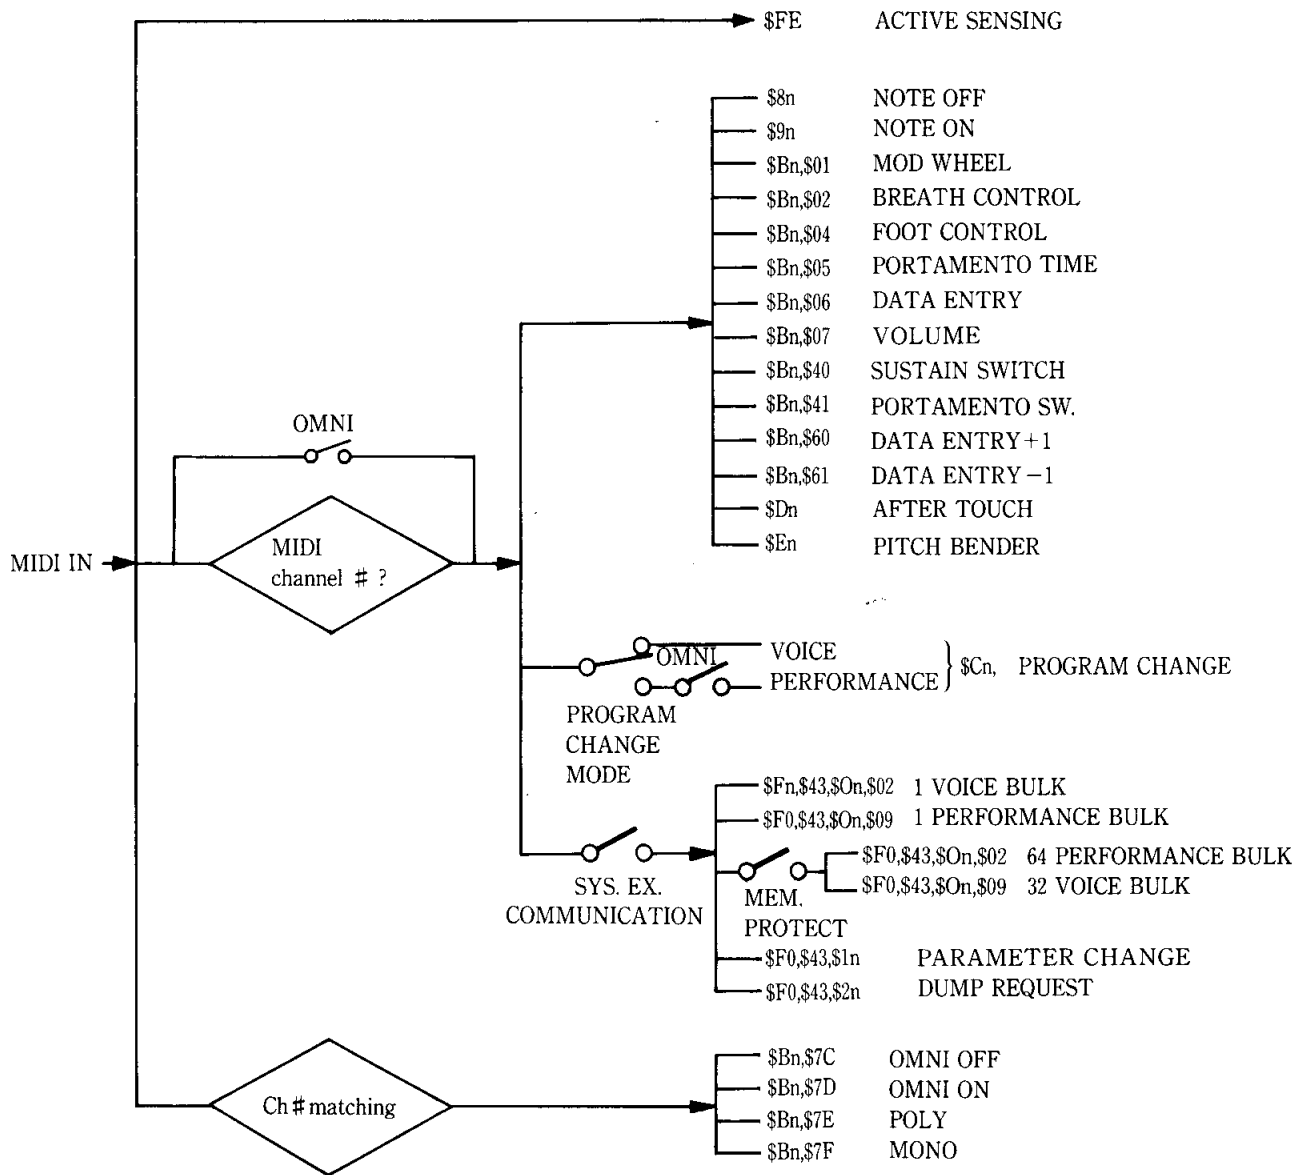 $FE ACTIVE SENSING
$8n NOTE OFF
$9n NOTE ON
$Bn,$01 MOD WHEEL
$Bn,$02 BREATH CONTROL
$Bn,$04 FOOT CONTROL
$Bn,$05 PORTAMENTO TIME
$Bn,$06 DATA ENTRY
$Bn,$07 VOLUME
$Bn,$40 SUSTAIN SWITCH
$Bn,$41 PORTAMENTO SW.
$Bn,$60 DATA ENTRY+1
$Bn,$61 DATA ENTRY−1
$Dn AFTER TOUCH
$En PITCH BENDER
OMNI
MIDI IN
MIDI
channel # ?
OMNI
VOICE
PERFORMANCE
$Cn, PROGRAM CHANGE
PROGRAM
CHANGE
MODE
$Fn,$43,$On,$02 1 VOICE BULK
$F0,$43,$On,$09 1 PERFORMANCE BULK
$F0,$43,$On,$02 64 PERFORMANCE BULK
$F0,$43,$On,$09 32 VOICE BULK
SYS. EX.
COMMUNICATION
MEM.
PROTECT
$F0,$43,$1n PARAMETER CHANGE
$F0,$43,$2n DUMP REQUEST
Ch#matching
$Bn,$7C OMNI OFF
$Bn,$7D OMNI ON
$Bn,$7E POLY
$Bn,$7F MONO